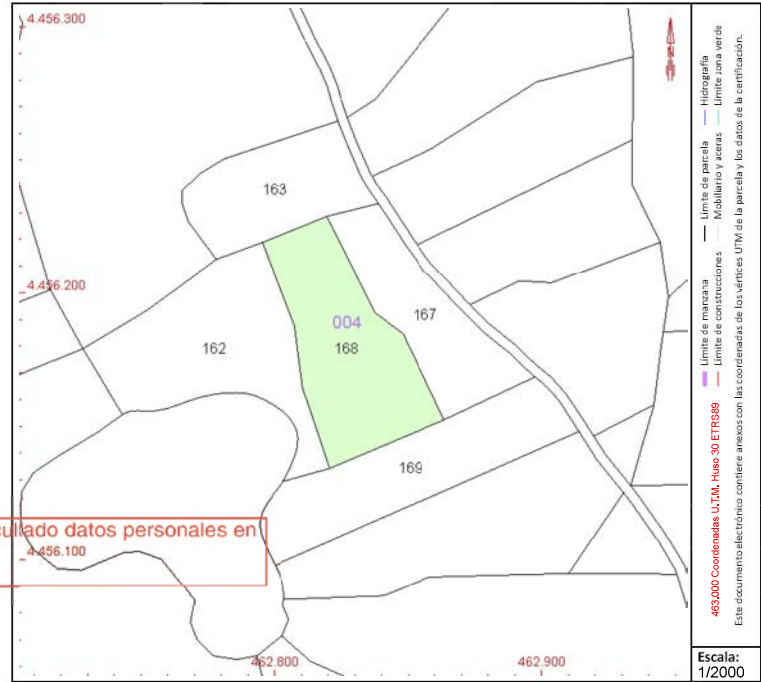 4.456.300
163
4.456.200
004
167
162
168
169
cultado datos personales en
4.456.100
462.800
462.900
Límite de manzana
Límite de parcela
Hidrografía
Límite de construcciones
Mobiliario y aceras
Límite zona verde
463.000 Coordenadas U.T.M. Huso 30 ETRS89
Este documento electrónico contiene anexos con las coordenadas de los vértices UTM de la parcela y los datos de la certificación.
Escala:
1/2000